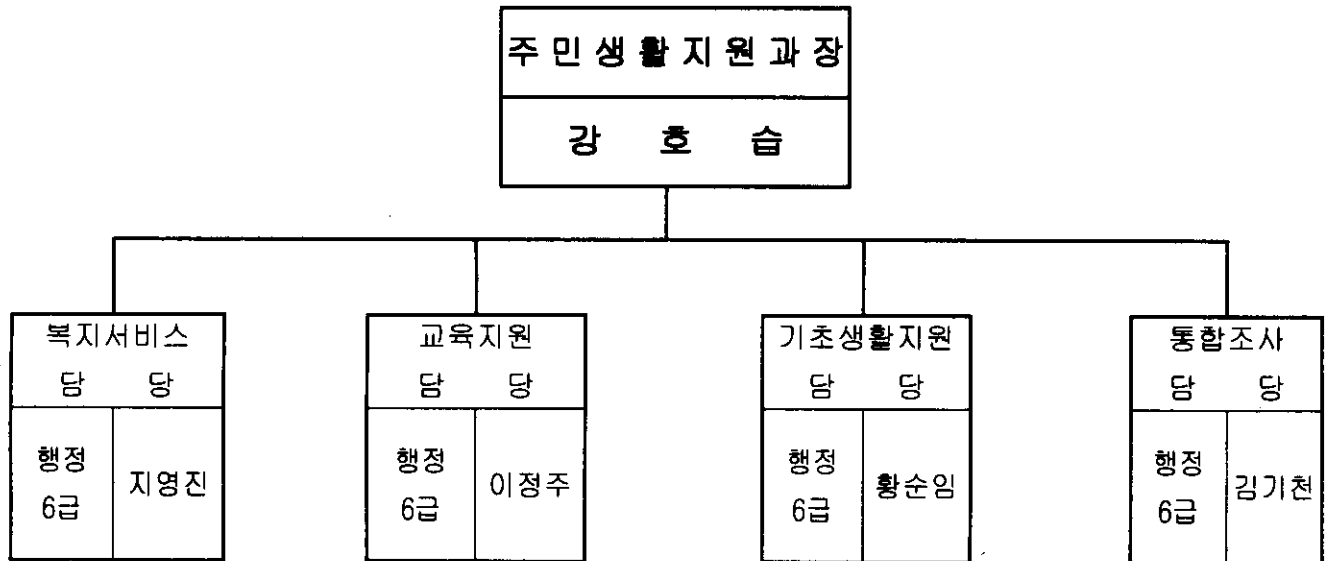 주민생활지원과장
강 호 습
복지서비스
담 당
행정
6급
지영진
교육지원
담 당
행정
6급
이정주
기초생활지원
담 당
행정
6급
황순임
통합조사
담 당
행정
6급
김기천